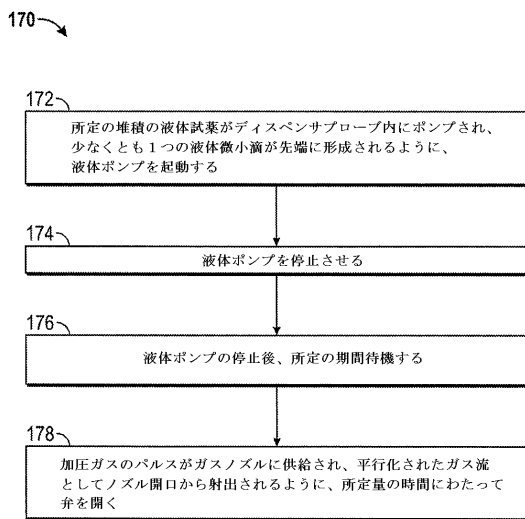 170
172
所定の堆積の液体試薬がディスペンサプローブ内にポンプされ、
少なくとも１つの液体微小滴が先端に形成されるように、
液体ポンプを起動する
174
液体ポンプを停止させる
176
液体ポンプの停止後、所定の期間待機する
178
加圧ガスのパルスがガスノズルに供給され、平行化されたガス流
としてノズル開口から射出されるように、所定量の時間にわたって
弁を開く